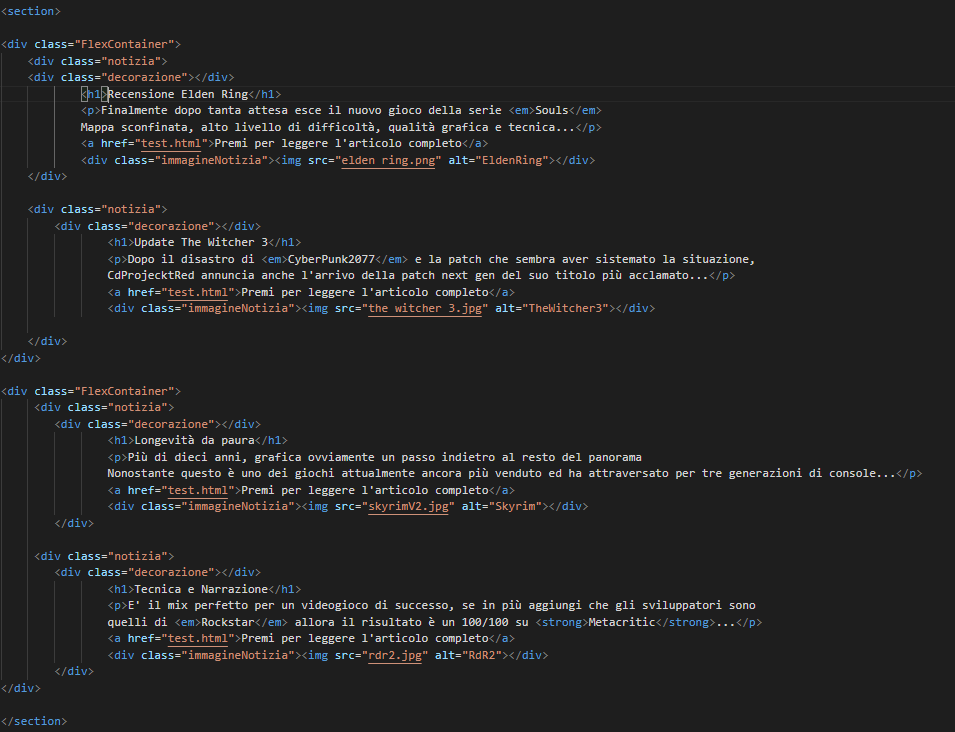 <section>
<div class="FlexContainer">
<div class="notizia">
<div class="decorazione"></div>
<h1>Recensione Elden Ring</h1>
<p>Finalmente dopo tanta attesa esce il nuovo gioco della serie <em>Souls</em>
Mappa sconfinata, alto livello di difficoltà, qualità grafica e tecnica...</p>
<a href="test.html">Premi per leggere l'articolo completo</a>
<div class="immagineNotizia"><img src="elden ring.png" alt="EldenRing"></div>
</div>
<div class="notizia">
<div class="decorazione"></div>
<h1>Update The Witcher 3</h1>
<p>Dopo il disastro di <em>CyberPunk2077</em> e la patch che sembra aver sistemato la situazione,
CdProjecktRed annuncia anche l'arrivo della patch next gen del suo titolo più acclamato...</p>
<a href="test.html">Premi per leggere l'articolo completo</a>
<div class="immagineNotizia"><img src="the witcher 3.jpg" alt="TheWitcher3"></div>
</div>
</div>
<div class="FlexContainer">
<div class="notizia">
<div class="decorazione"></div>
<h1>Longevità da paura</h1>
<p>Più di dieci anni, grafica ovviamente un passo indietro al resto del panorama
Nonostante questo è uno dei giochi attualmente ancora più venduto ed ha attraversato per tre generazioni di console...</p>
<a href="test.html">Premi per leggere l'articolo completo</a>
<div class="immagineNotizia"><img src="skyrimV2.jpg" alt="Skyrim"></div>
</div>
<div class="notizia">
<div class="decorazione"></div>
<h1>Tecnica e Narrazione</h1>
<p>E' il mix perfetto per un videogioco di successo, se in più aggiungi che gli sviluppatori sono
quelli di <em>Rockstar</em> allora il risultato è un 100/100 su <strong>Metacritic</strong>...</p>
<a href="test.html">Premi per leggere l'articolo completo</a>
<div class="immagineNotizia"><img src="rdr2.jpg" alt="RdR2"></div>
</div>
</div>
</section>